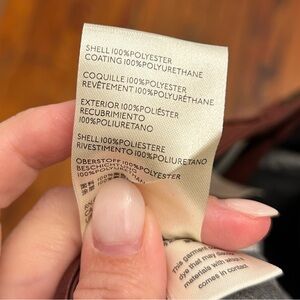 SHELL 100%POLYESTER
COATING 100%POLYURETHANE
COQUILLE 100%POLYESTER
REVÊTEMENT 100%POLYURÉTHANE
EXTERIOR 100%POLIÉSTER
RECUBRIMIENTO
100%POLIURETANO
SHELL 100%POLIESTERE
RIVESTIMENTO 100%POLIURETANO
OBERSTOFF 100%POLYESTER
This garment
dye that may
materials with
comes in contact